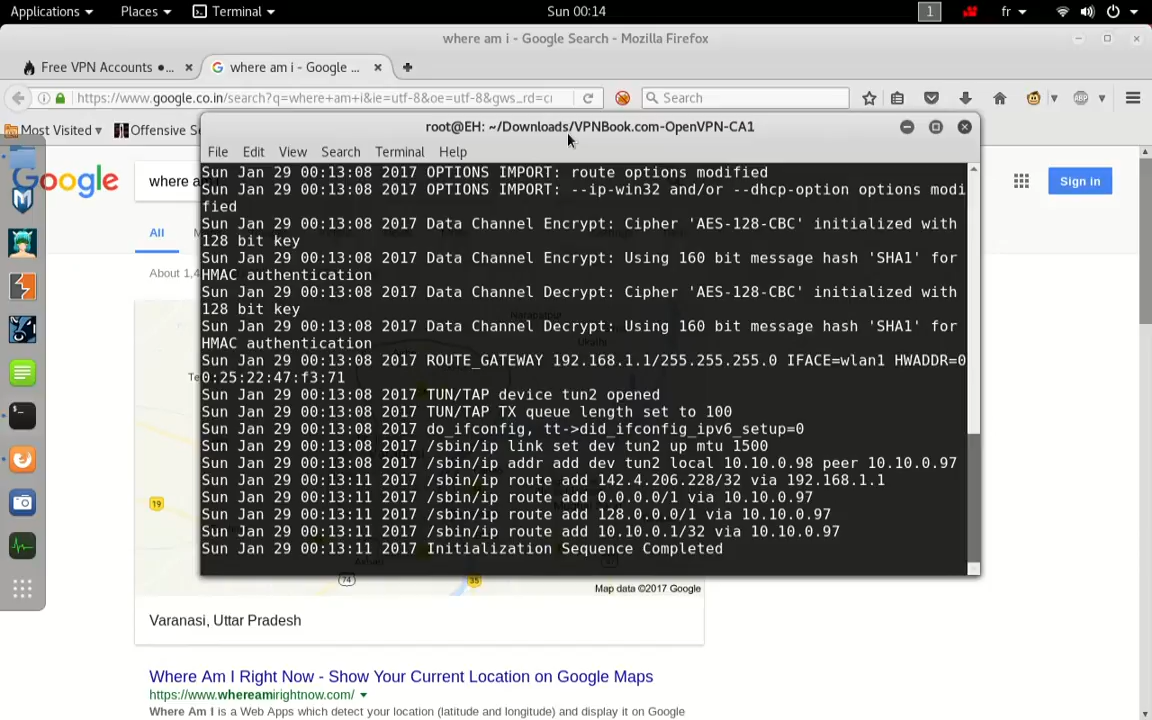 Applications
Places
Terminal
Sun 00:14
1
fr
where am i - Google Search - Mozilla Firefox
Free VPN Accounts ●...
where am i - Google ...
https://www.google.co.in/search?q=where+am+i&ie=utf-8&oe=utf-8&gws_rd=cr
Search
ABP
Most Visited
Offensive S
root@EH: ~/Downloads/VPNBook.com-OpenVPN-CA1
File Edit View Search Terminal Help
Google
where a
Sign in
All
About 1,4
Sun Jan 29 00:13:08 2017 OPTIONS IMPORT: route options modified
Sun Jan 29 00:13:08 2017 OPTIONS IMPORT: --ip-win32 and/or --dhcp-option options modi
fied
Sun Jan 29 00:13:08 2017 Data Channel Encrypt: Cipher 'AES-128-CBC' initialized with
128 bit key
Sun Jan 29 00:13:08 2017 Data Channel Encrypt: Using 160 bit message hash 'SHA1' for
HMAC authentication
Sun Jan 29 00:13:08 2017 Data Channel Decrypt: Cipher 'AES-128-CBC' initialized with
128 bit key
Sun Jan 29 00:13:08 2017 Data Channel Decrypt: Using 160 bit message hash 'SHA1' for
HMAC authentication
Sun Jan 29 00:13:08 2017 ROUTE_GATEWAY 192.168.1.1/255.255.255.0 IFACE=wlan1 HWADDR=0
0:25:22:47:f3:71
Sun Jan 29 00:13:08 2017 TUN/TAP device tun2 opened
Sun Jan 29 00:13:08 2017 TUN/TAP TX queue length set to 100
Sun Jan 29 00:13:08 2017 do_ifconfig, tt->did_ifconfig_ipv6_setup=0
Sun Jan 29 00:13:08 2017 /sbin/ip link set dev tun2 up mtu 1500
Sun Jan 29 00:13:08 2017 /sbin/ip addr add dev tun2 local 10.10.0.98 peer 10.10.0.97
Sun Jan 29 00:13:11 2017 /sbin/ip route add 142.4.206.228/32 via 192.168.1.1
Sun Jan 29 00:13:11 2017 /sbin/ip route add 0.0.0.0/1 via 10.10.0.97
Sun Jan 29 00:13:11 2017 /sbin/ip route add 128.0.0.0/1 via 10.10.0.97
Sun Jan 29 00:13:11 2017 /sbin/ip route add 10.10.0.1/32 via 10.10.0.97
Sun Jan 29 00:13:11 2017 Initialization Sequence Completed
19
74
35
Map data ©2017 Google
Varanasi, Uttar Pradesh
Where Am I Right Now - Show Your Current Location on Google Maps
https://www.whereamirightnow.com/
Where Am I is a Web Apps which detect your location (latitude and longitude) and display it on Google